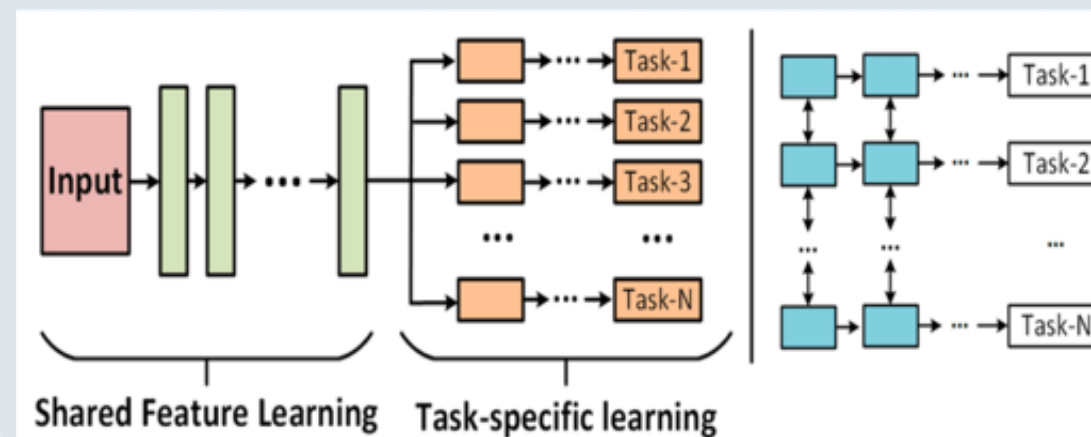 Input
Task-1
Task-2
Task-3
...
Task-N
Shared Feature Learning
Task-specific learning
Task-1
Task-2
...
Task-N